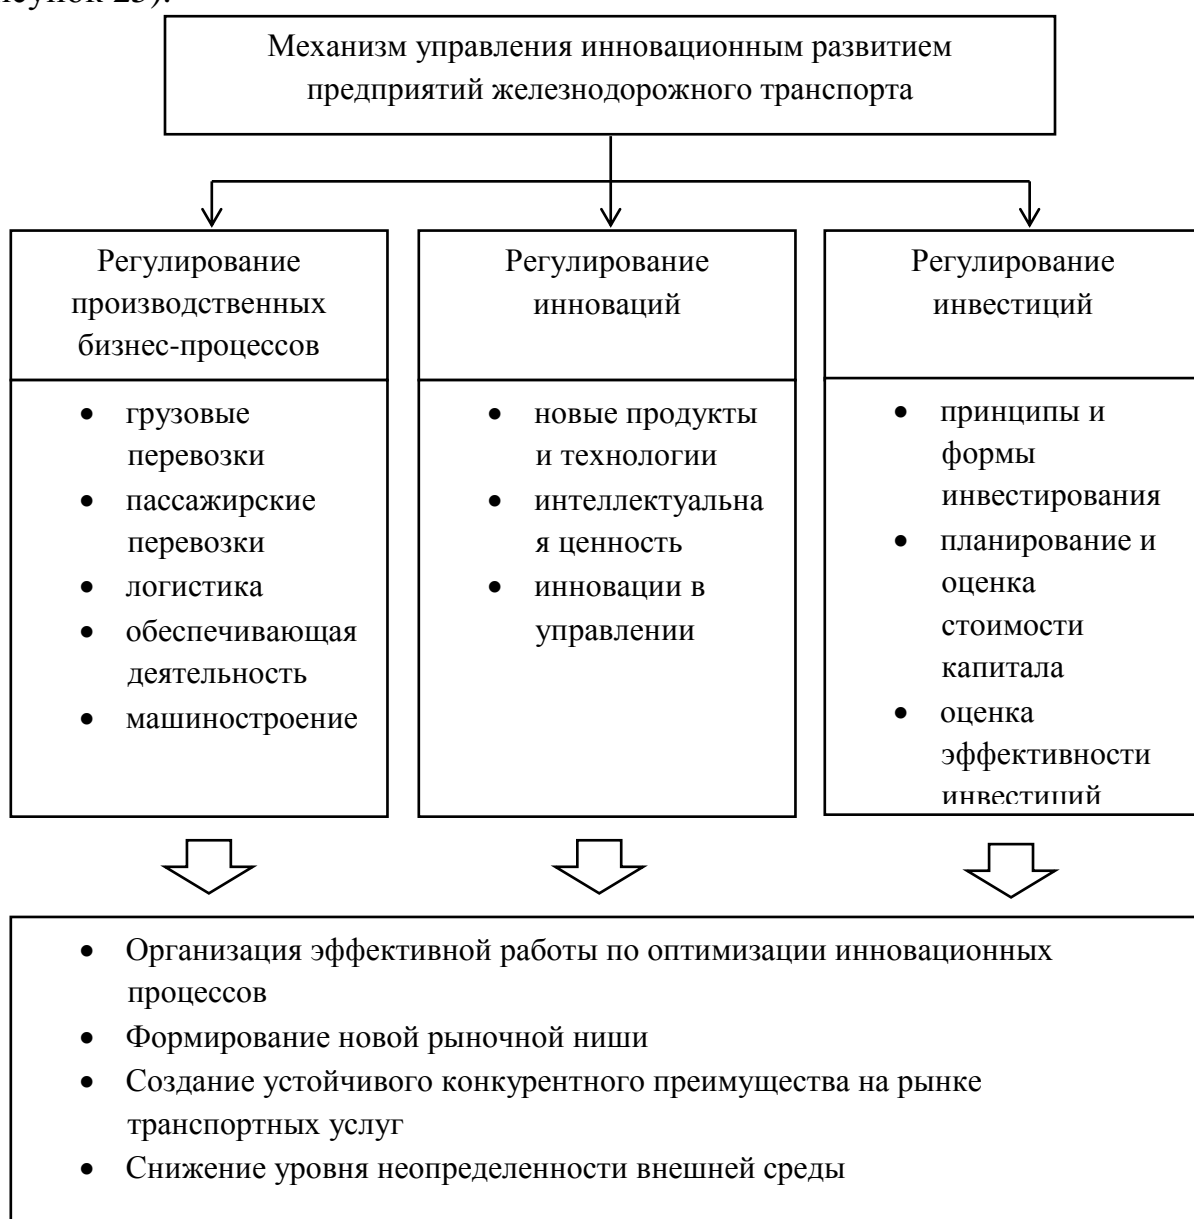 исунок 23).
Механизм управления инновационным развитием
предприятий железнодорожного транспорта
Регулирование
производственных
бизнес-процессов
• грузовые
перевозки
• пассажирские
перевозки
• логистика
• обеспечивающая
деятельность
• машиностроение
Регулирование
инноваций
• новые продукты
и технологии
• интеллектуальна
я ценность
• инновации в
управлении
Регулирование
инвестиций
• принципы и
формы
инвестирования
• планирование и
оценка
стоимости
капитала
• оценка
эффективности
инвестиций
• Организация эффективной работы по оптимизации инновационных
процессов
• Формирование новой рыночной ниши
• Создание устойчивого конкурентного преимущества на рынке
транспортных услуг
• Снижение уровня неопределенности внешней среды